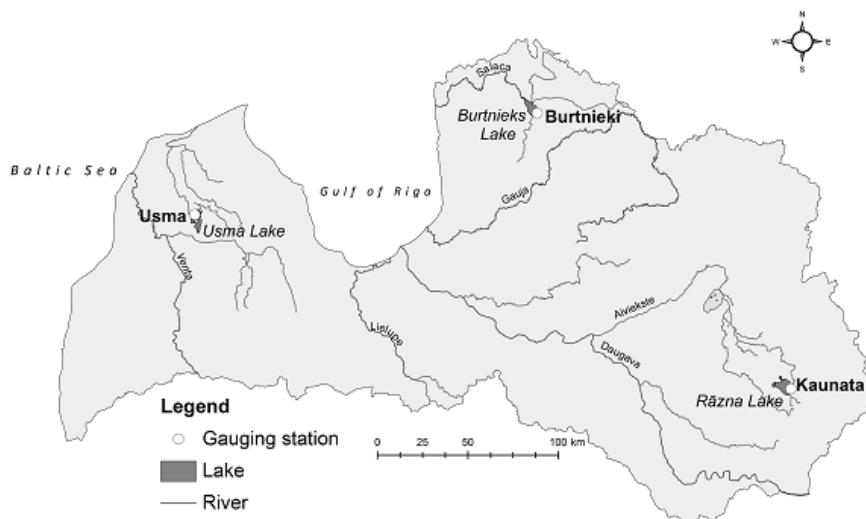 N
W E
S
Salaca
Burtnieks
Lake
Burtnieki
Baltic Sea
Gulf of Riga
Gauja
Usma
Usma Lake
Venta
Lielupe
Aiviekste
Daugava
Kaunata
Rāzna Lake
Legend
Gauging station
Lake
River
0 25 50 100 km